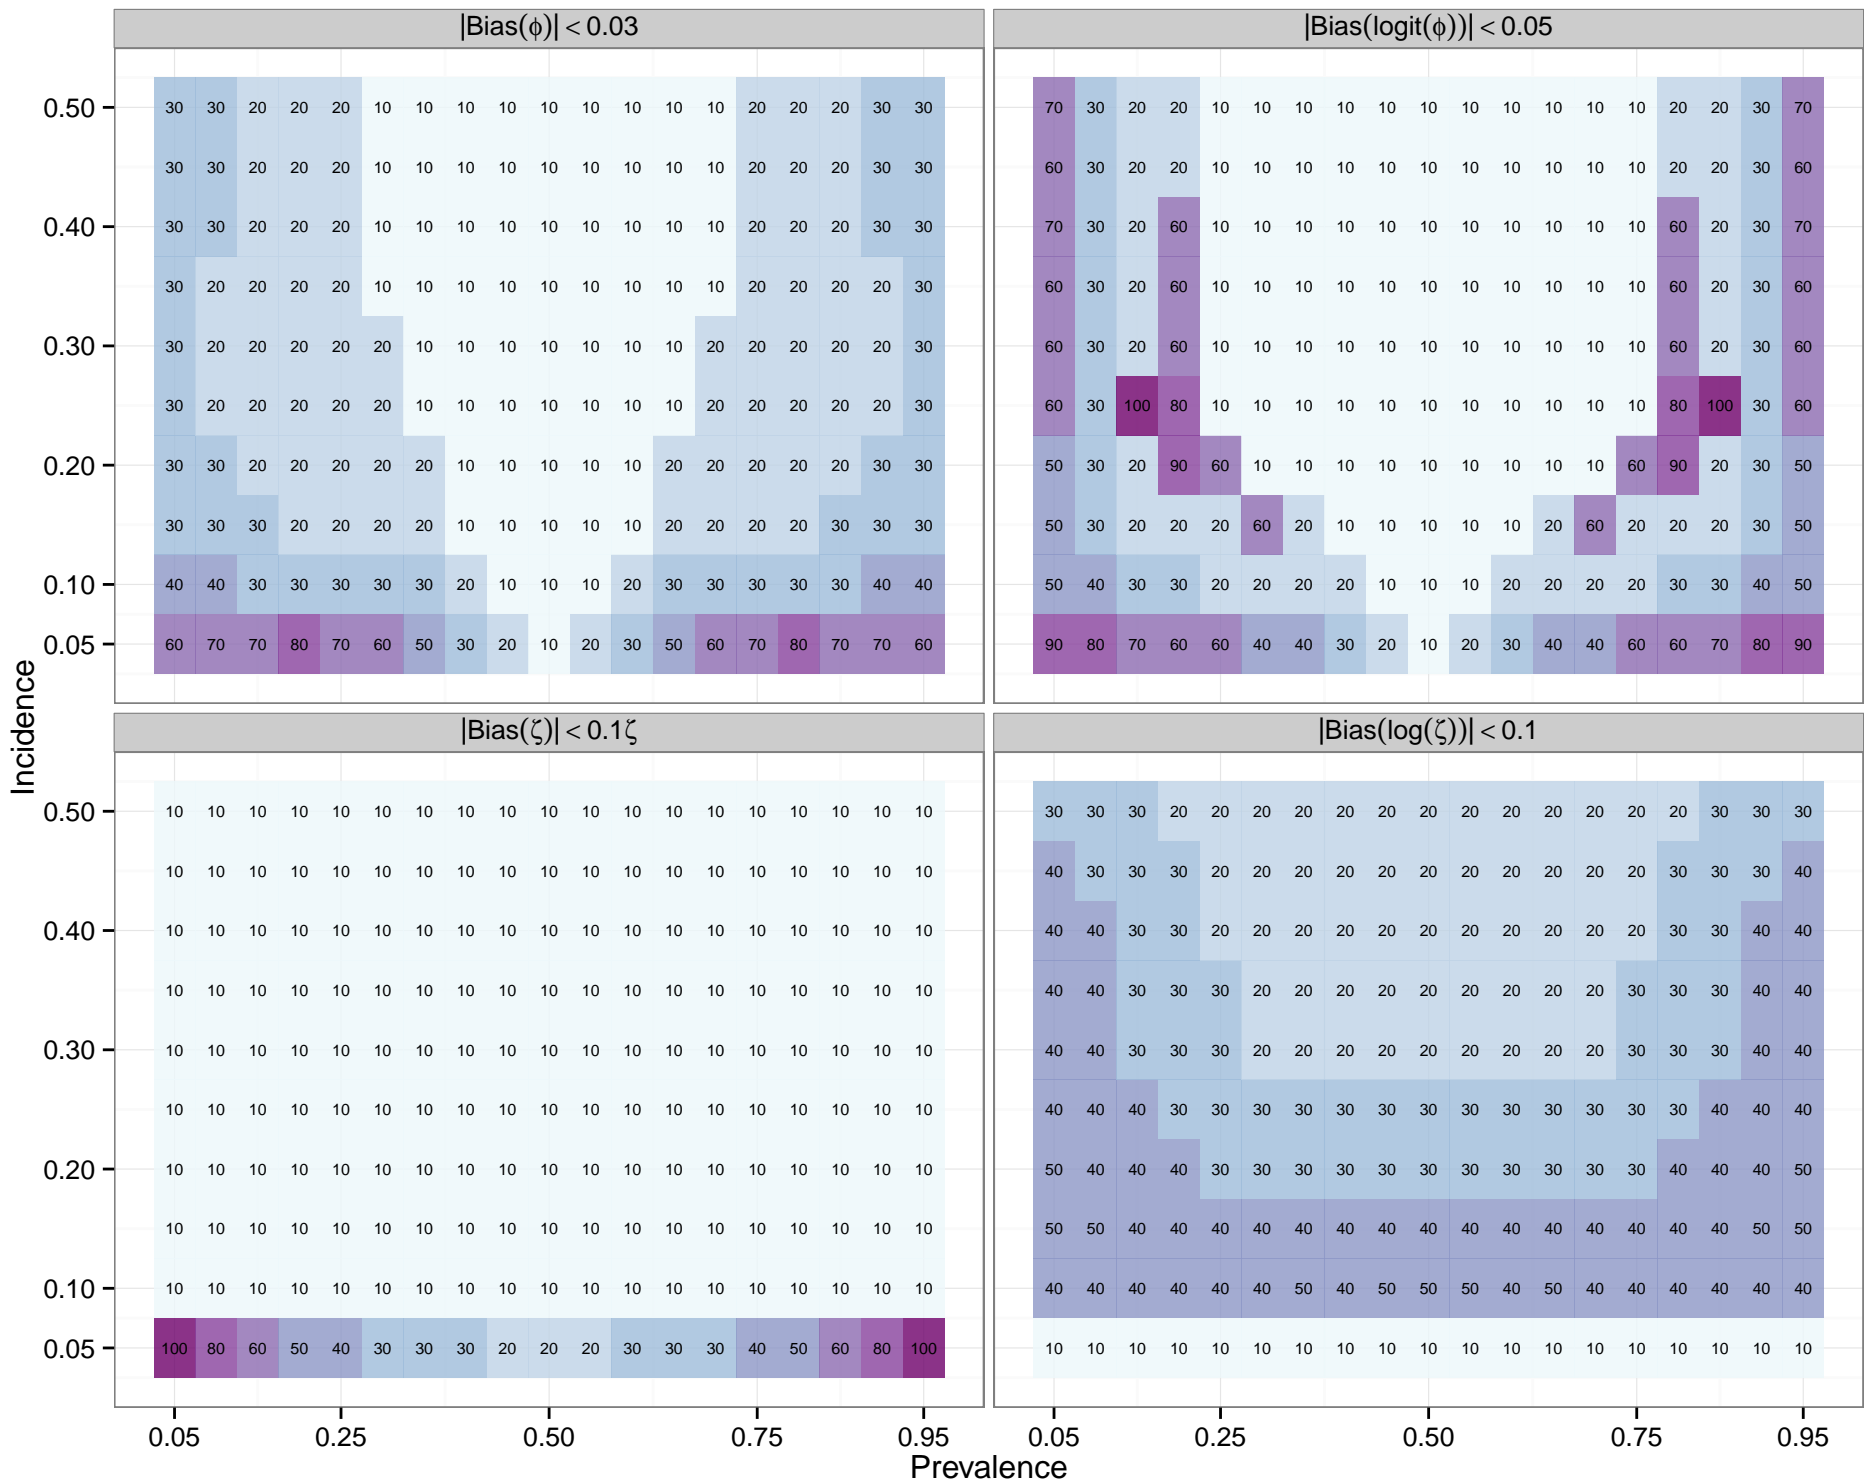 |Bias(ϕ)| < 0.03
|Bias(logit(ϕ))| < 0.05
0.50 30 30 20 20 20 10 10 10 10 10 10 10 10 10 20 20 20 30 30 70 30 20 20 10 10 10 10 10 10 10 10 10 10 10 20 20 30 70
30 30 20 20 20 10 10 10 10 10 10 10 10 10 20 20 20 30 30 60 30 20 20 10 10 10 10 10 10 10 10 10 10 10 20 20 30 60
0.40 30 30 20 20 20 10 10 10 10 10 10 10 10 10 20 20 20 30 30 70 30 20 60 10 10 10 10 10 10 10 10 10 10 10 60 20 30 70
30 20 20 20 20 10 10 10 10 10 10 10 10 10 20 20 20 20 30 60 30 20 60 10 10 10 10 10 10 10 10 10 10 10 60 20 30 60
0.30 30 20 20 20 20 20 10 10 10 10 10 10 10 20 20 20 20 20 30 60 30 20 60 10 10 10 10 10 10 10 10 10 10 10 60 20 30 60
30 20 20 20 20 20 10 10 10 10 10 10 10 20 20 20 20 20 30 60 30 100 80 10 10 10 10 10 10 10 10 10 10 10 80 100 30 60
0.20 30 30 20 20 20 20 20 10 10 10 10 10 20 20 20 20 20 30 30 50 30 20 90 60 10 10 10 10 10 10 10 10 10 60 90 20 30 50
30 30 30 20 20 20 20 10 10 10 10 10 20 20 20 20 30 30 30 50 30 20 20 20 60 20 10 10 10 10 10 20 60 20 20 20 30 50
0.10 40 40 30 30 30 30 30 20 10 10 10 20 30 30 30 30 30 40 40 50 40 30 30 20 20 20 20 10 10 10 20 20 20 20 30 30 40 50
0.05 60 70 70 80 70 60 50 30 20 10 20 30 50 60 70 80 70 70 60 90 80 70 60 60 40 40 30 20 10 20 30 40 40 60 60 70 80 90
Incidence
|Bias(ζ)| < 0.1ζ
|Bias(log(ζ))| < 0.1
0.50 10 10 10 10 10 10 10 10 10 10 10 10 10 10 10 10 10 10 10 30 30 30 20 20 20 20 20 20 20 20 20 20 20 20 20 30 30 30
10 10 10 10 10 10 10 10 10 10 10 10 10 10 10 10 10 10 10 40 30 30 30 20 20 20 20 20 20 20 20 20 20 20 30 30 30 40
0.40 10 10 10 10 10 10 10 10 10 10 10 10 10 10 10 10 10 10 10 40 40 30 30 20 20 20 20 20 20 20 20 20 20 20 30 30 40 40
10 10 10 10 10 10 10 10 10 10 10 10 10 10 10 10 10 10 10 40 40 30 30 30 20 20 20 20 20 20 20 20 20 30 30 30 40 40
0.30 10 10 10 10 10 10 10 10 10 10 10 10 10 10 10 10 10 10 10 40 40 30 30 30 20 20 20 20 20 20 20 20 20 30 30 30 40 40
10 10 10 10 10 10 10 10 10 10 10 10 10 10 10 10 10 10 10 40 40 40 30 30 30 30 30 30 30 30 30 30 30 30 30 40 40 40
0.20 10 10 10 10 10 10 10 10 10 10 10 10 10 10 10 10 10 10 10 50 40 40 40 30 30 30 30 30 30 30 30 30 30 30 40 40 40 50
10 10 10 10 10 10 10 10 10 10 10 10 10 10 10 10 10 10 10 50 50 40 40 40 40 40 40 40 40 40 40 40 40 40 40 40 50 50
0.10 10 10 10 10 10 10 10 10 10 10 10 10 10 10 10 10 10 10 10 40 40 40 40 40 40 50 40 50 50 50 40 50 40 40 40 40 40 40
0.05 100 80 60 50 40 30 30 30 20 20 20 30 30 30 40 50 60 80 100 10 10 10 10 10 10 10 10 10 10 10 10 10 10 10 10 10 10 10
0.05 0.25 0.50 0.75 0.95 0.05 0.25 0.50 0.75 0.95
Prevalence